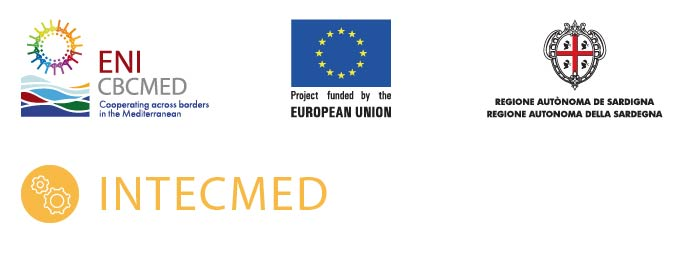 ENI
CBCMED
Cooperating across borders
in the Mediterranean
Project funded by the
EUROPEAN UNION
REGIONE AUTÒNOMA DE SARDIGNA
REGIONE AUTONOMA DELLA SARDEGNA
INTECMED